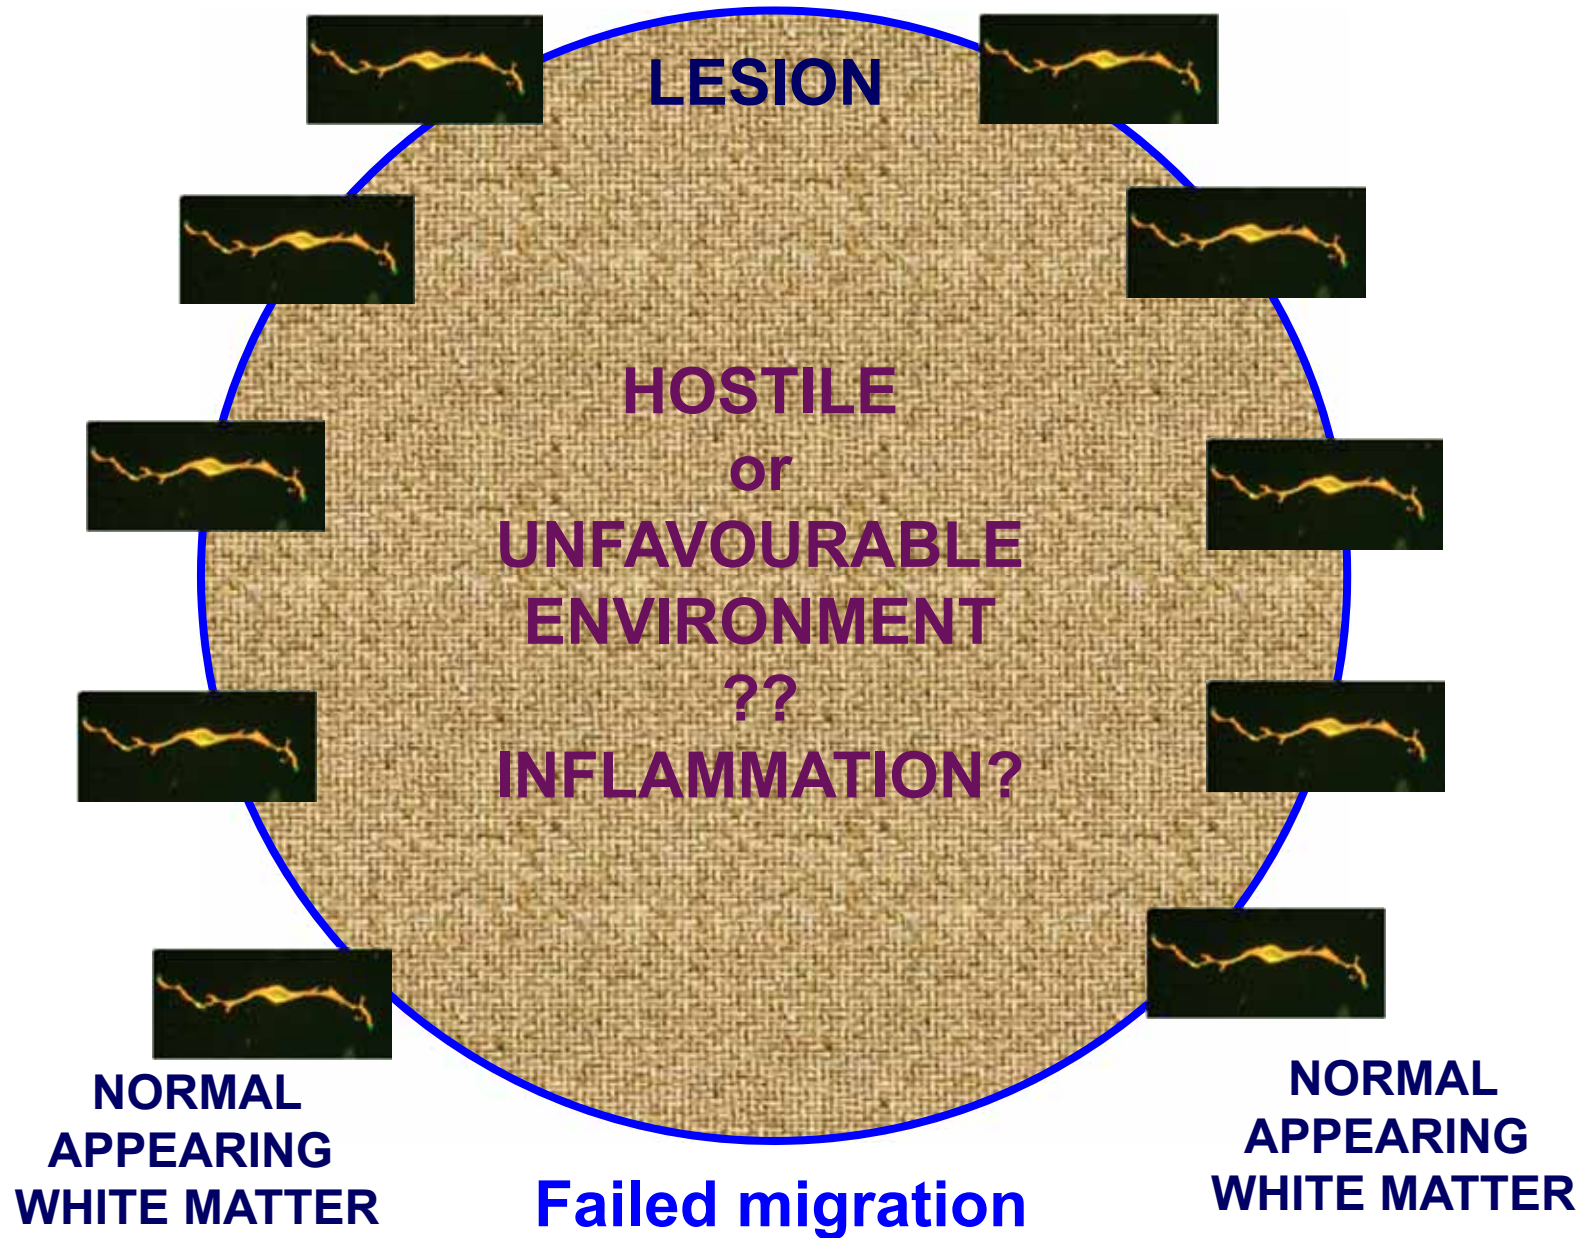 LESION
HOSTILE
or
UNFAVOURABLE
ENVIRONMENT
??
INFLAMMATION?
NORMAL
APPEARING
WHITE MATTER
NORMAL
APPEARING
WHITE MATTER
Failed migration